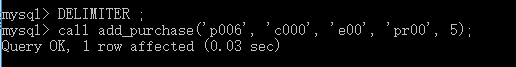 mysql> DELIMITER ;
mysql> call add_purchase('p006', 'c000', 'e00', 'pr00', 5);
Query OK, 1 row affected (0.03 sec)